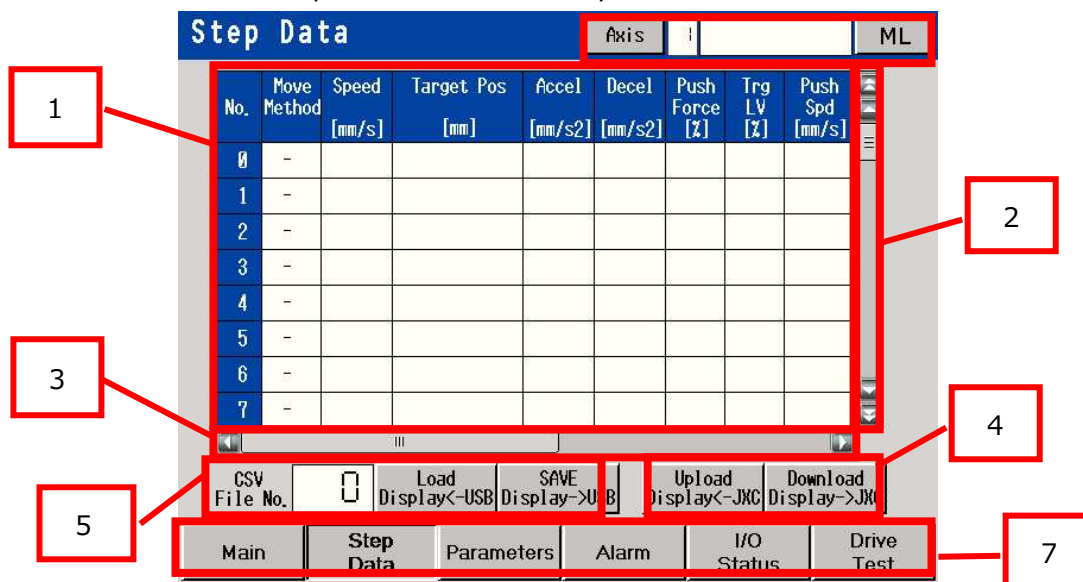 Step Data
Axis 1 ML
No. Move Method Speed [mm/s] Target Pos [mm] Accel [mm/s2] Decel [mm/s2] Push Force [%] Trg LV [%] Push Spd [mm/s]
0 -
1 -
2 -
3 -
4 -
5 -
6 -
7 -
1
2
3
4
CSV File No. 0
Load Display<-USB
SAVE Display->USB
Upload Display<-JXC
Download Display->JXC
5
Main
Step Data
Parameters
Alarm
I/O Status
Drive Test
7